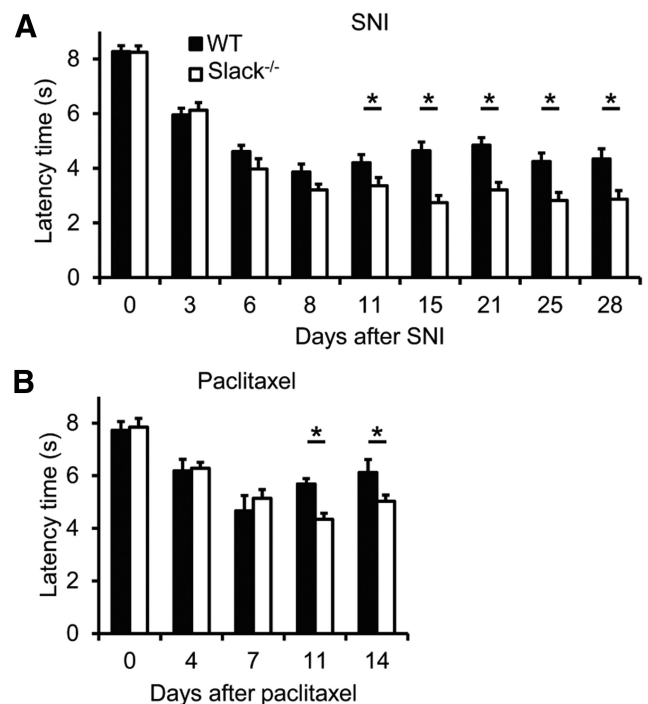 A
SNI
WT
Slack-/-
Latency time (s)
8
6
4
2
0
* * * * *
0 3 6 8 11 15 21 25 28
Days after SNI
B
Paclitaxel
Latency time (s)
8
6
4
2
0
* *
0 4 7 11 14
Days after paclitaxel